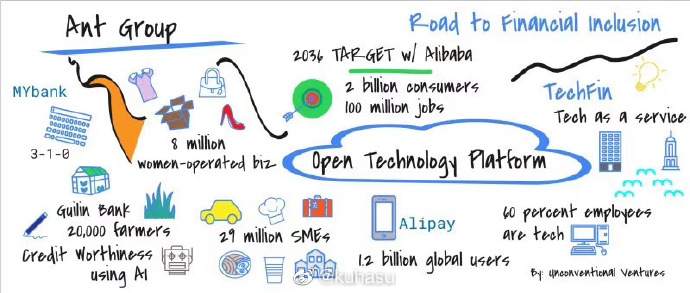 Ant Group
Road to Financial Inclusion
2036 TARGET w/ Alibaba
2 billion consumers
100 million jobs
MYbank
3-1-0
8 million
women-operated biz
TechFin
Tech as a service
Open Technology Platform
Guilin Bank
20,000 farmers
Credit Worthiness
using AI
29 million SMEs
Alipay
1.2 billion global users
60 percent employees
are tech
By: Unconventional Ventures
@kuhasu